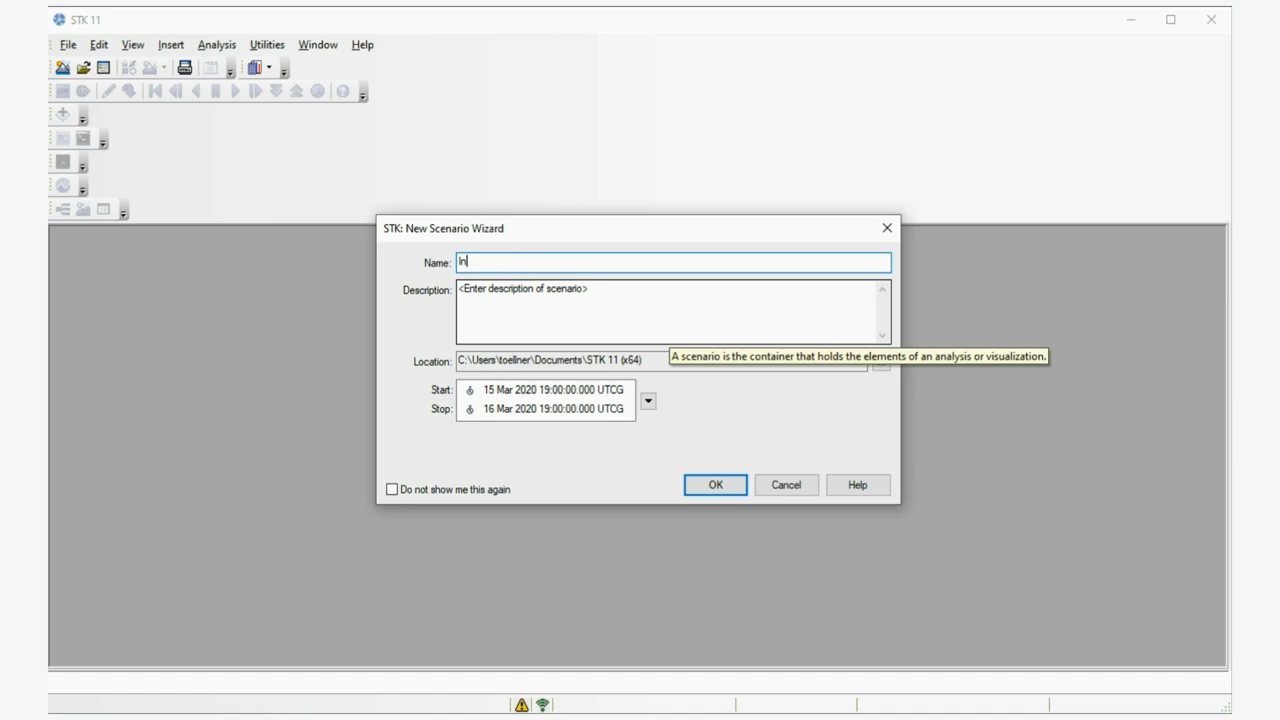 STK 11
File Edit View Insert Analysis Utilities Window Help
STK: New Scenario Wizard
Name: In
Description: <Enter description of scenario>
Location: C:\Users\toellner\Documents\STK 11 (x64)
A scenario is the container that holds the elements of an analysis or visualization.
Start: 15 Mar 2020 19:00:00.000 UTCG
Stop: 16 Mar 2020 19:00:00.000 UTCG
Do not show me this again
OK Cancel Help